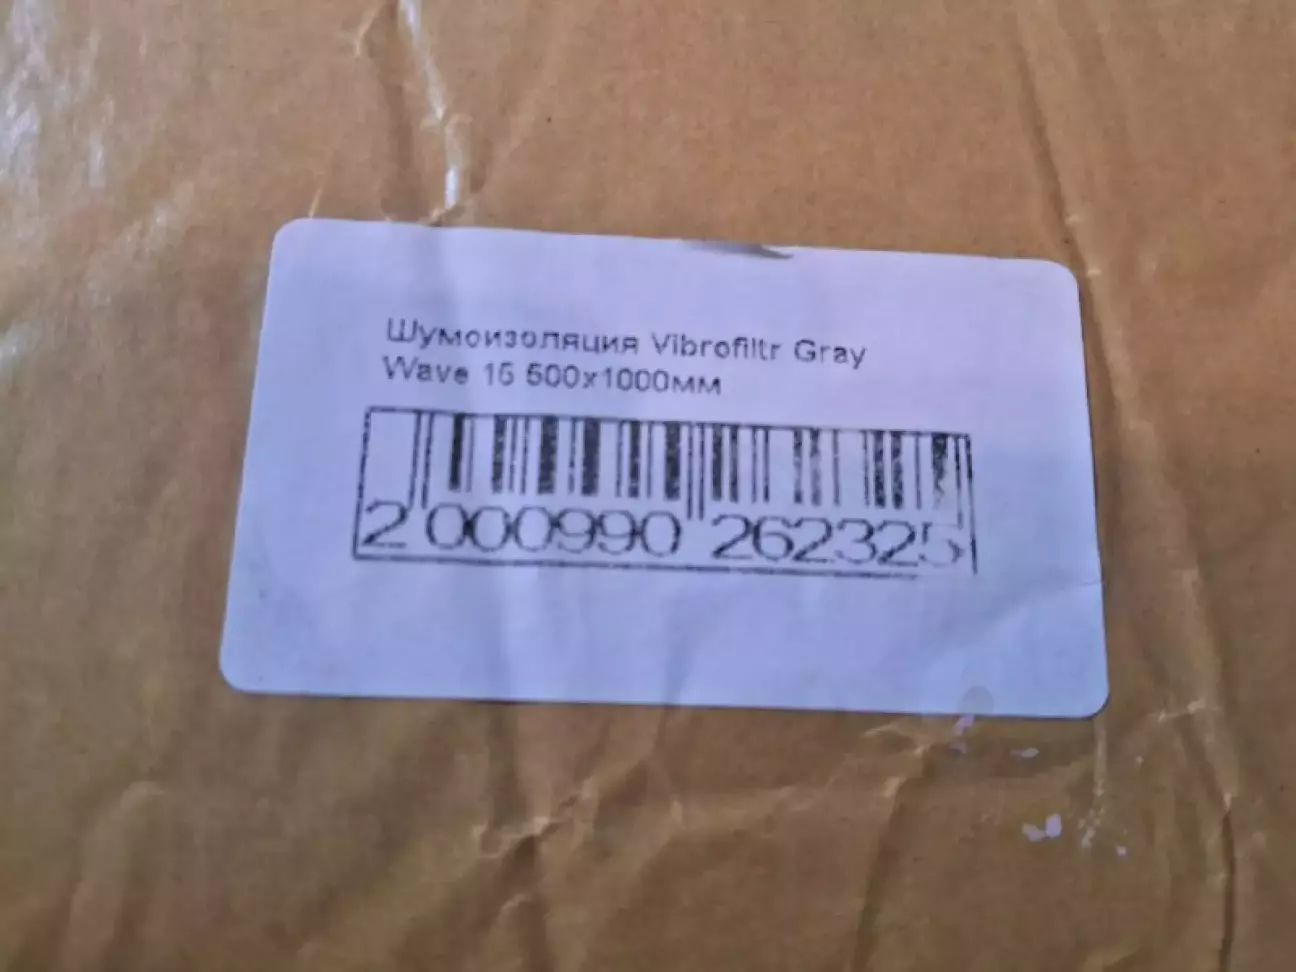 Шумоизоляция Vibrofiltr Gray
Wave 15 500х1000мм
2 000990 262325